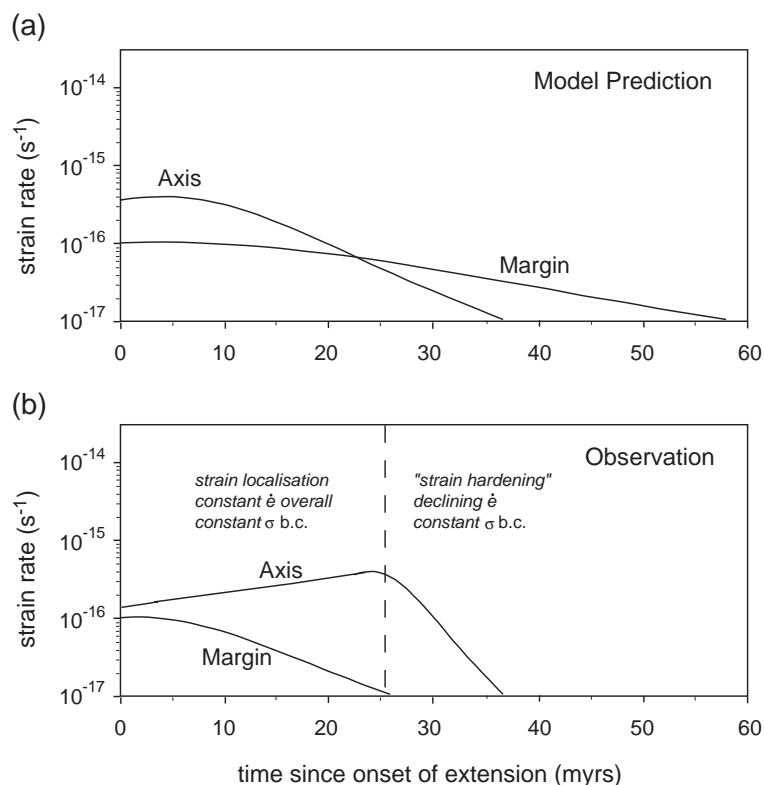 (a)
Model Prediction
strain rate (s⁻¹)
10⁻¹⁴
10⁻¹⁵
10⁻¹⁶
10⁻¹⁷
Axis
Margin
0 10 20 30 40 50 60
(b)
Observation
strain rate (s⁻¹)
10⁻¹⁴
10⁻¹⁵
10⁻¹⁶
10⁻¹⁷
strain localisation
constant ė overall
constant σ b.c.
"strain hardening"
declining ė
constant σ b.c.
Axis
Margin
0 10 20 30 40 50 60
time since onset of extension (myrs)